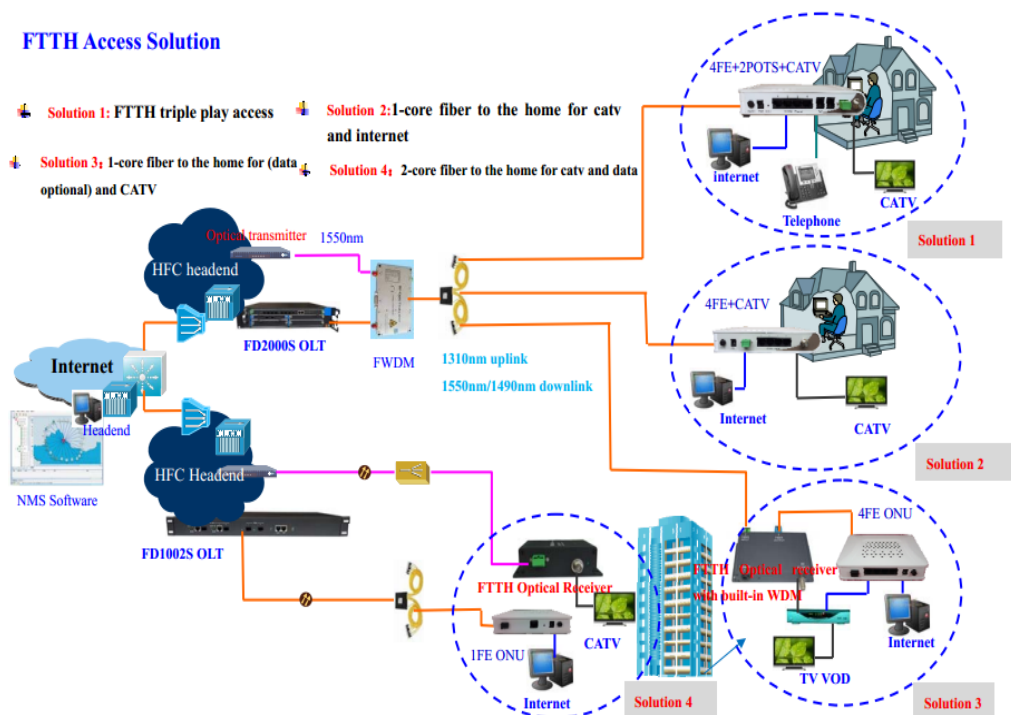 FTTH Access Solution
Solution 1: FTTH triple play access
Solution 2:1-core fiber to the home for catv
and internet
Solution 3：1-core fiber to the home for (data
optional) and CATV
Solution 4：2-core fiber to the home for catv and data
4FE+2POTS+CATV
internet
Telephone
CATV
Solution 1
Optical transmitter
1550nm
HFC headend
FD2000S OLT
FWDM
1310nm uplink
1550nm/1490nm downlink
4FE+CATV
Internet
CATV
Solution 2
Internet
Headend
NMS Software
HFC Headend
FD1002S OLT
FTTH Optical Receiver
CATV
1FE ONU
Internet
Solution 4
4FE ONU
FTTH Optical receiver
with built-in WDM
Internet
TV VOD
Solution 3